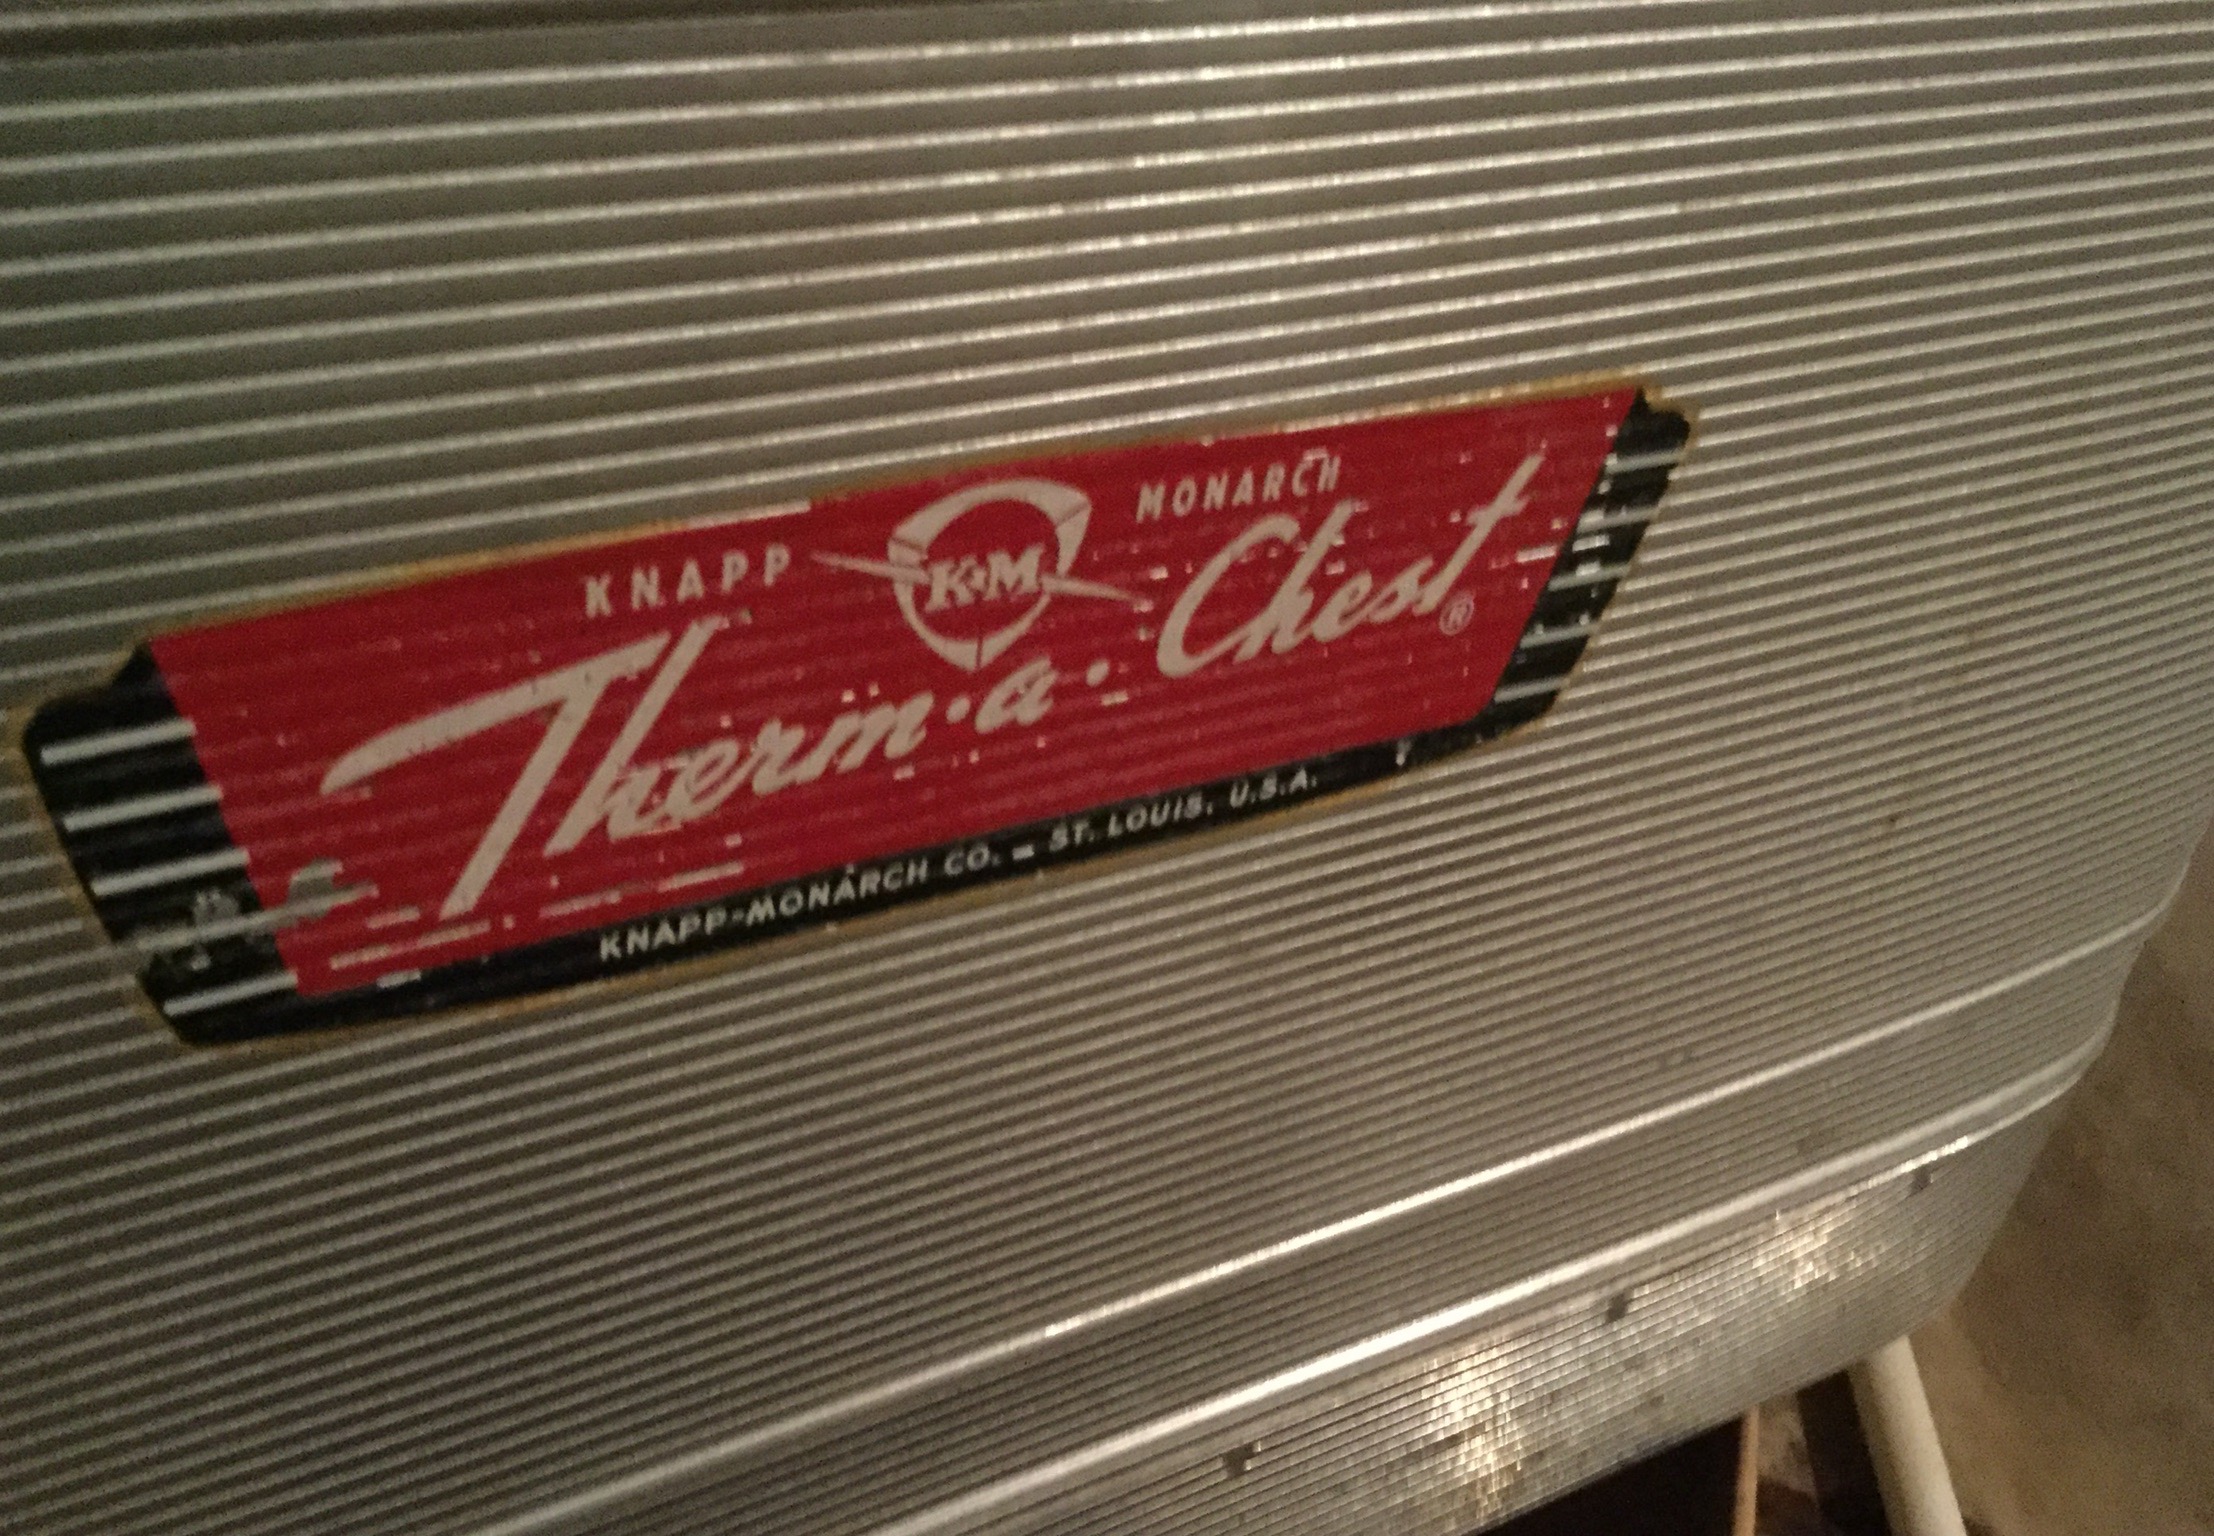 KNAPP K-M MONARCH
Therm·a·Chest®
KNAPP-MONARCH CO. - ST. LOUIS. U.S.A.